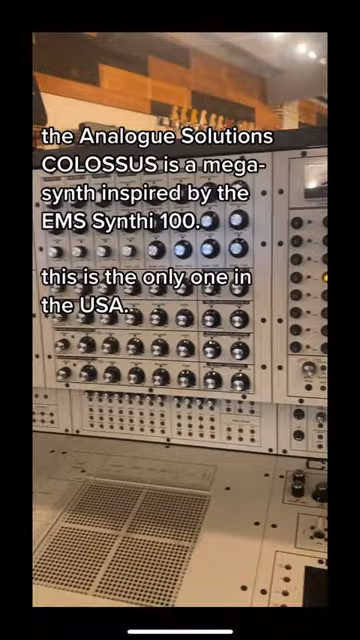 the Analogue Solutions
COLOSSUS is a mega-
synth inspired by the
EMS Synthi 100.
this is the only one in
the USA.